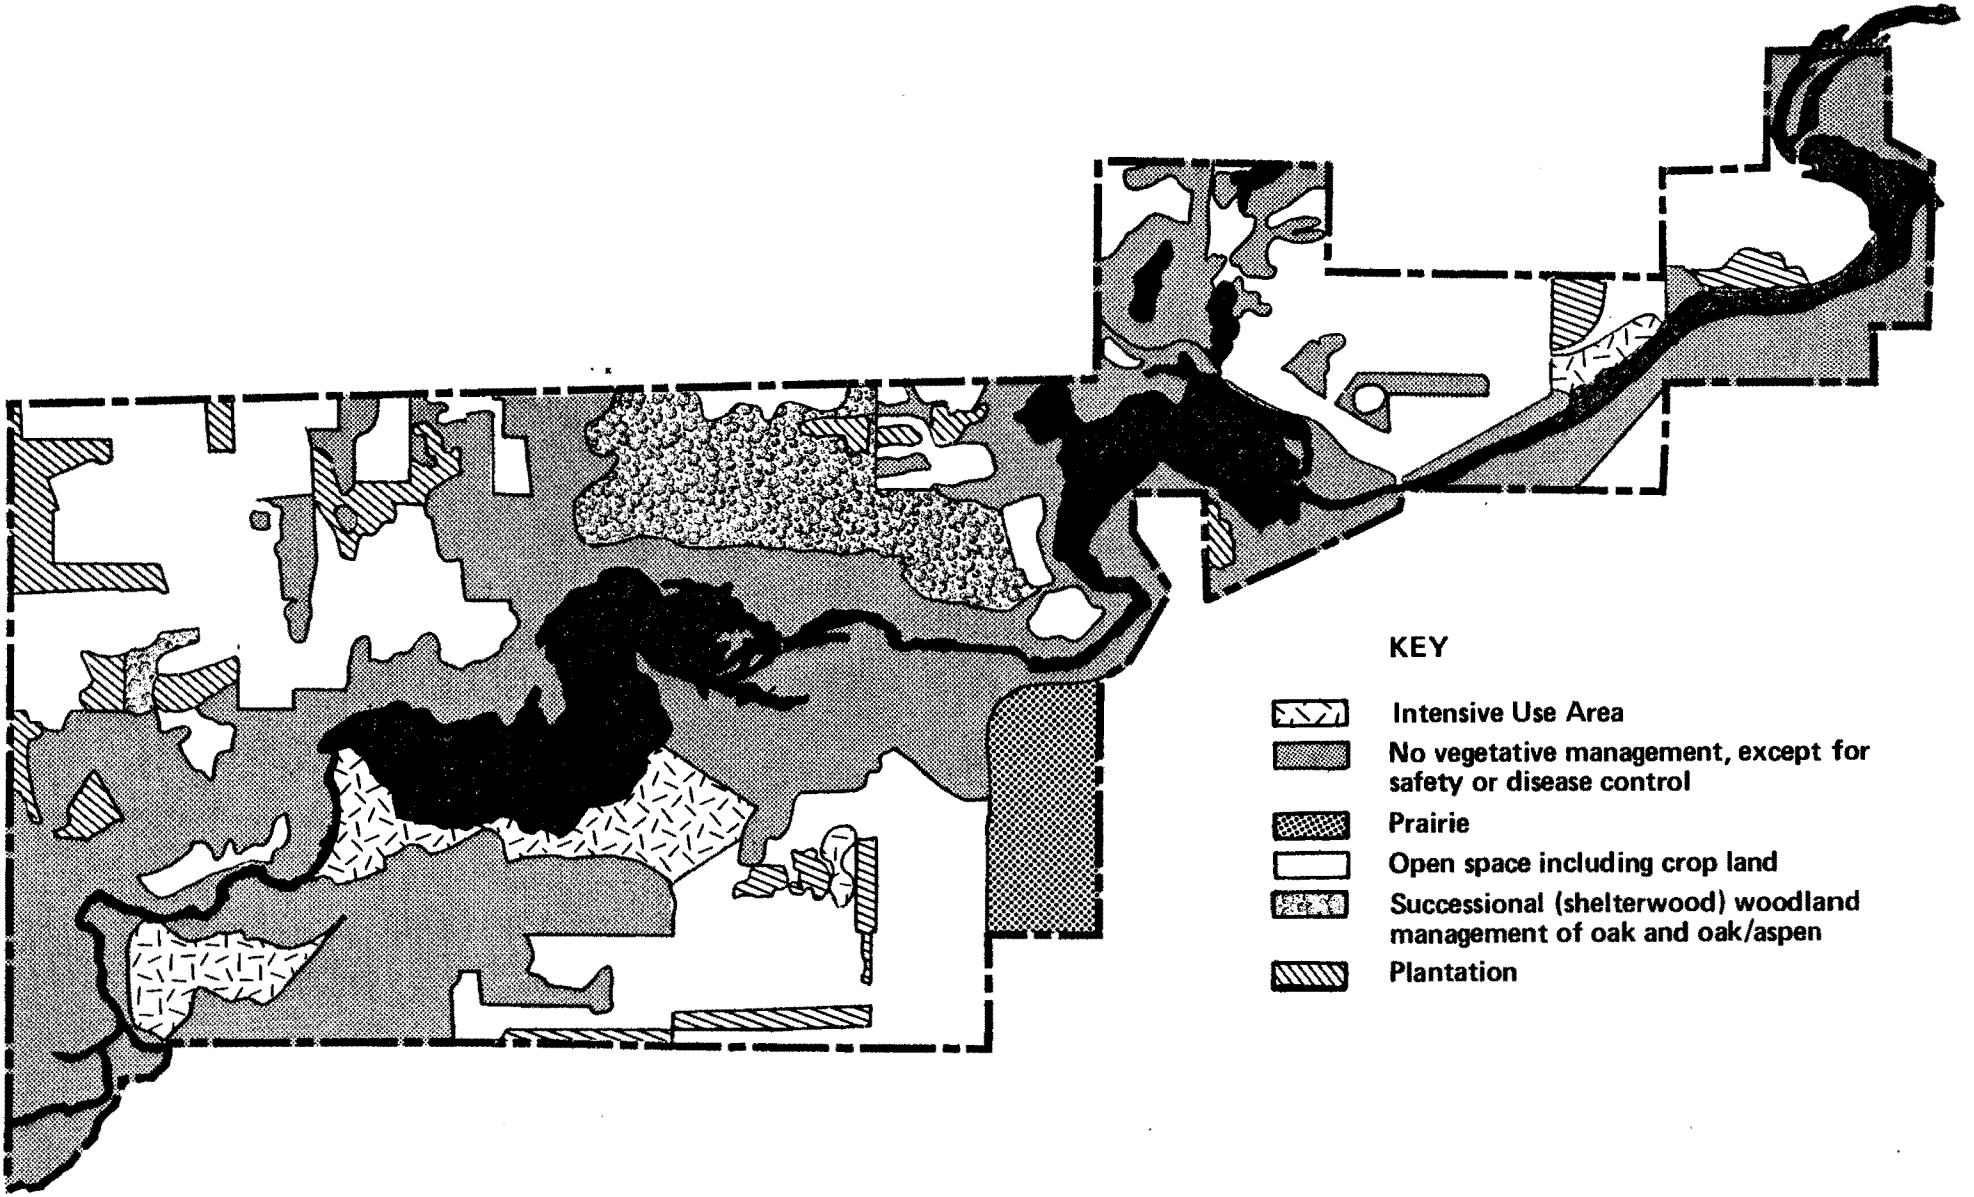 KEY
Intensive Use Area
No vegetative management, except for
safety or disease control
Prairie
Open space including crop land
Successional (shelterwood) woodland
management of oak and oak/aspen
Plantation